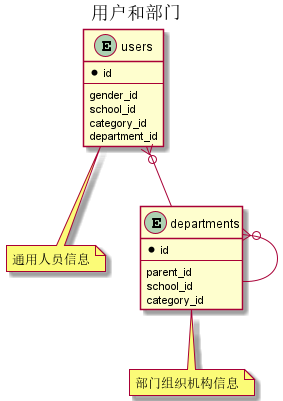 用户和部门
E users
id
gender_id
school_id
category_id
department_id
通用人员信息
E departments
id
parent_id
school_id
category_id
部门组织机构信息